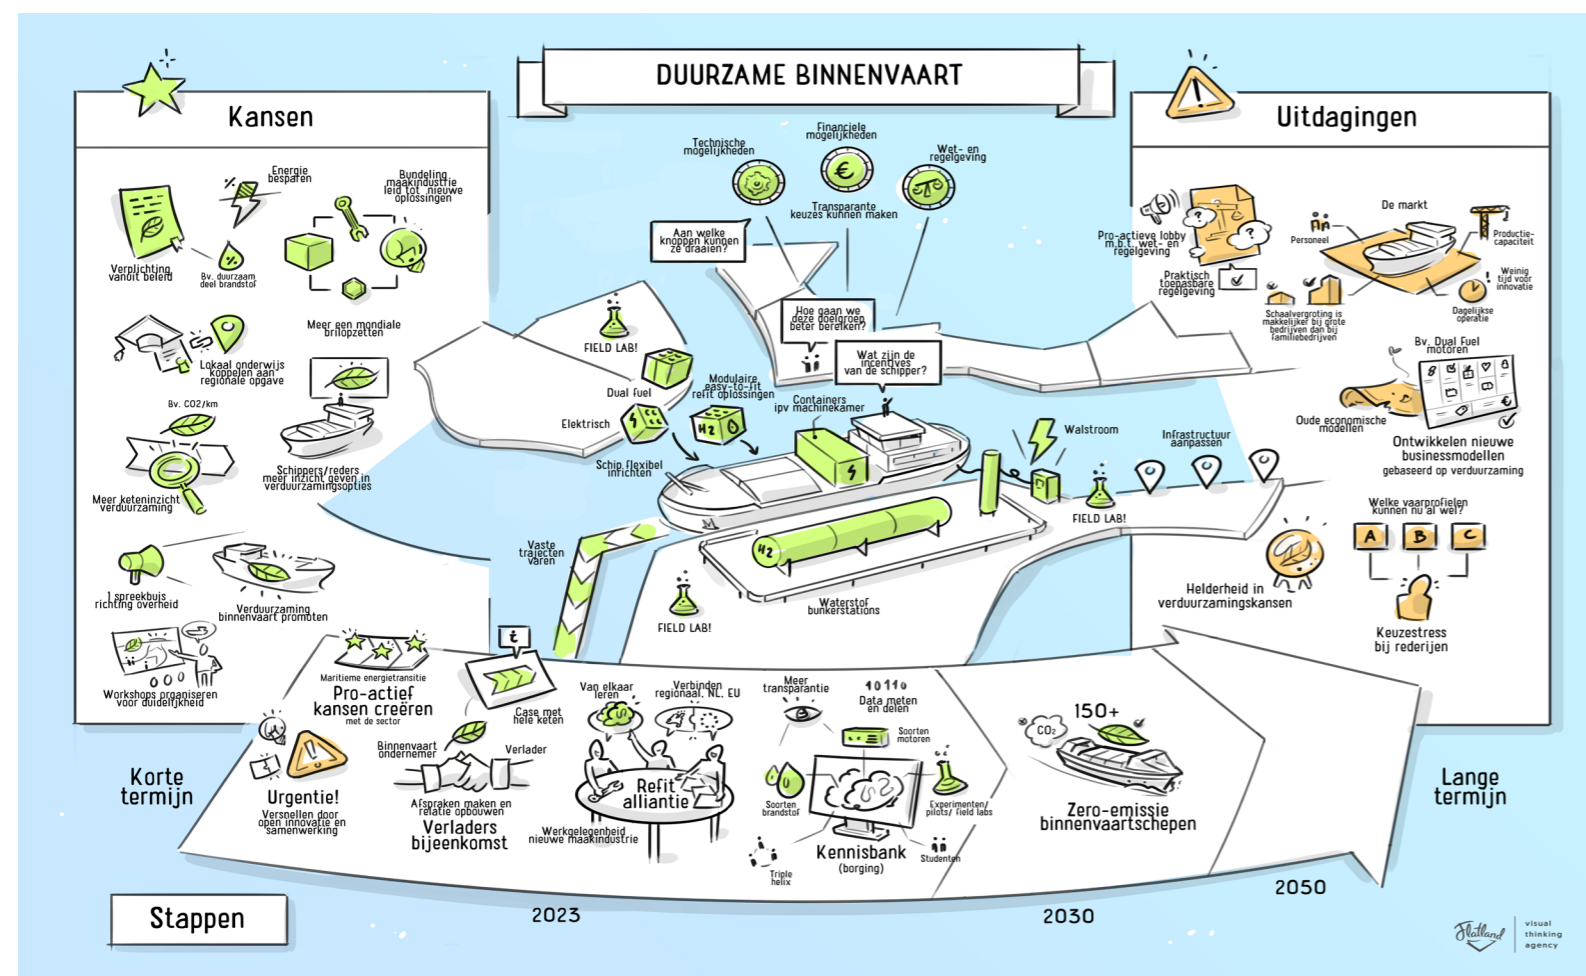 DUURZAME BINNENVAART
Kansen
Verplichting
vanuit beleid
Energie
besparen
Bv. duurzaam
deel brandstof
Bundeling
maakindustrie
leid tot nieuwe
oplossingen
Meer een mondiale
bril opzetten
Lokaal onderwijs
koppelen aan
regionale opgave
Bv. CO2/km
Meer keteninzicht
verduurzaming
Schippers/reders
meer inzicht geven in
verduurzamingsopties
1 spreekbuis
richting overheid
Verduurzaming
binnenvaart promoten
Workshops organiseren
voor duidelijkheid
Technische
mogelijkheden
Financiele
mogelijkheden
Wet- en
regelgeving
€
Transparante
keuzes kunnen maken
Aan welke
knoppen kunnen
ze draaien?
Hoe gaan we
deze doelgroep
beter bereiken?
Wat zijn de
incentives
van de schipper?
FIELD LAB!
Dual fuel
Elektrisch
Modulaire
easy-to-fit
refit oplossingen
H2
Schip flexibel
inrichten
Containers
ipv machinekamer
Walstroom
Infrastructuur
aanpassen
FIELD LAB!
Vaste
trajecten
varen
H2
Waterstof
bunkerstations
FIELD LAB!
Uitdagingen
Pro-actieve lobby
m.b.t. wet- en
regelgeving
Praktisch
toepasbare
regelgeving
De markt
Personeel
Productie-
capaciteit
Weinig
tijd voor
innovatie
Dagelijkse
operatie
Schaalvergroting is
makkelijker bij grote
bedrijven dan bij
familiebedrijven
Bv. Dual Fuel
motoren
Oude economische
modellen
€
Ontwikkelen nieuwe
businessmodellen
gebaseerd op verduurzaming
Welke vaarprofielen
kunnen nu al wel?
A B C
Helderheid in
verduurzamingskansen
Keuzestress
bij rederijen
Korte
termijn
Maritieme energietransitie
Pro-actief
kansen creëren
met de sector
Urgentie!
Versnellen door
open innovatie en
samenwerking
i
Case met
hele keten
Binnenvaart
ondernemer
Verlader
Afspraken maken en
relatie opbouwen
Verladers
bijeenkomst
Van elkaar
leren
Verbinden
regionaal, NL, EU
Refit
alliantie
Werkgelegenheid
nieuwe maakindustrie
Meer
transparantie
10110
Data meten
en delen
Soorten
motoren
Soorten
brandstof
Experimenten/
pilots/ field labs
Kennisbank
(borging)
Triple
helix
Studenten
150+
CO2
Zero-emissie
binnenvaartschepen
Lange
termijn
Stappen
2023
2030
2050
Flatland
visual
thinking
agency